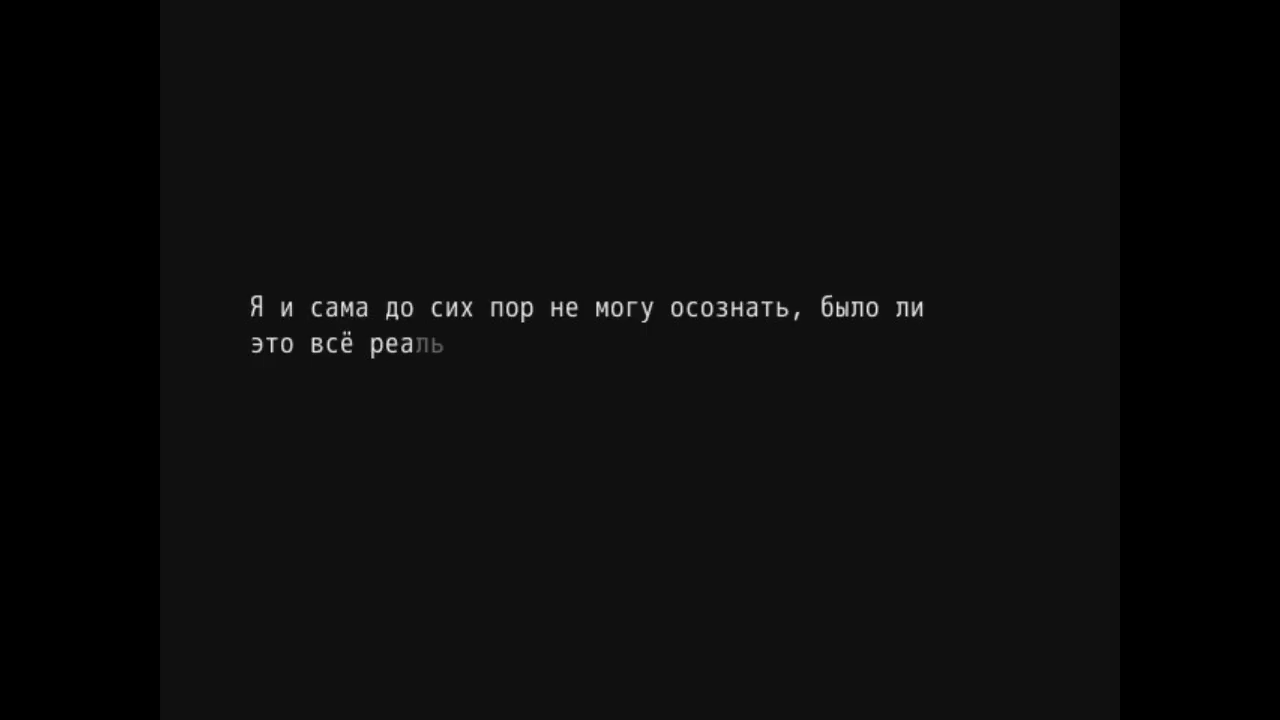 Я и сама до сих пор не могу осознать, было ли
это всё реаль